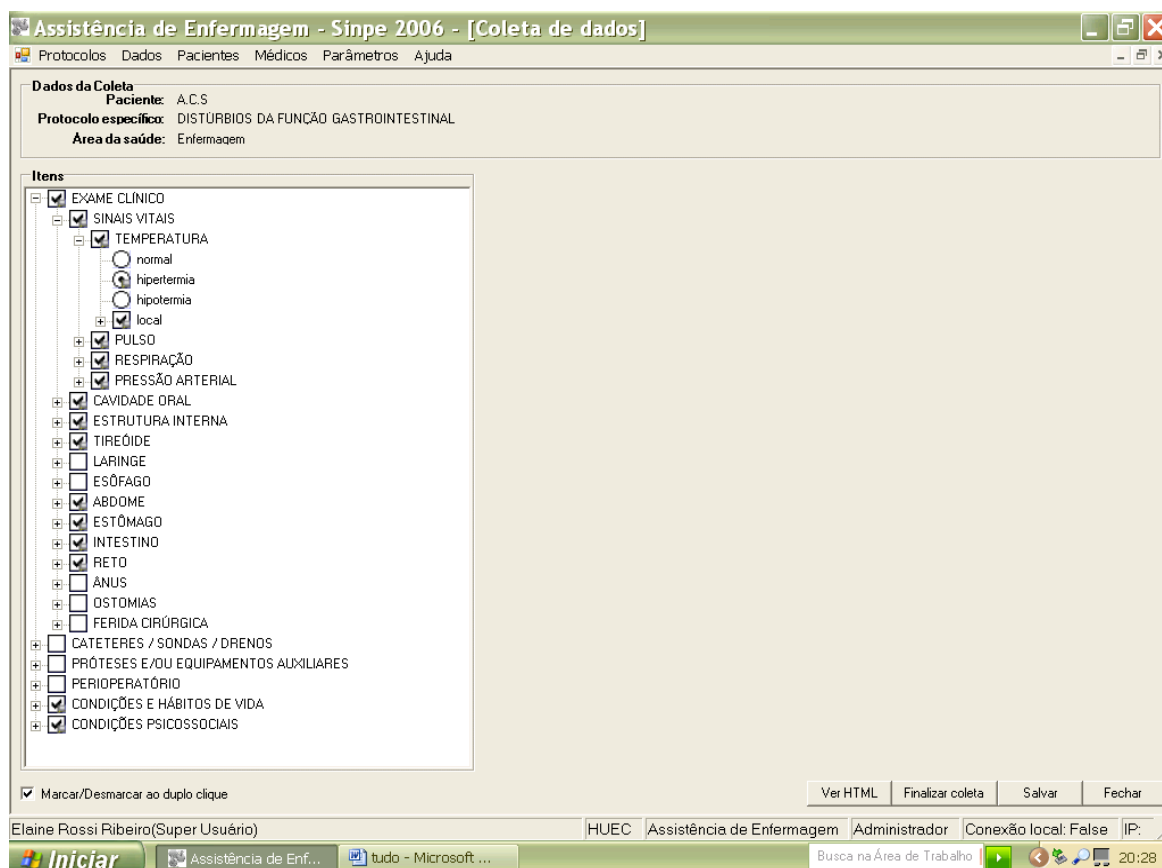 Assistência de Enfermagem - Sinpe 2006 - [Coleta de dados]
Protocolos Dados Pacientes Médicos Parâmetros Ajuda
Dados da Coleta
Paciente: A.C.S
Protocolo específico: DISTÚRBIOS DA FUNÇÃO GASTROINTESTINAL
Área da saúde: Enfermagem
Itens
EXAME CLÍNICO
SINAIS VITAIS
TEMPERATURA
normal
hipertermia
hipotermia
local
PULSO
RESPIRAÇÃO
PRESSÃO ARTERIAL
CAVIDADE ORAL
ESTRUTURA INTERNA
TIREÓIDE
LARINGE
ESÔFAGO
ABDOME
ESTÔMAGO
INTESTINO
RETO
ÂNUS
OSTOMIAS
FERIDA CIRÚRGICA
CATETERES / SONDAS / DRENOS
PRÓTESES E/OU EQUIPAMENTOS AUXILIARES
PERIOPERATÓRIO
CONDIÇÕES E HÁBITOS DE VIDA
CONDIÇÕES PSICOSSOCIAIS
Marcar/Desmarcar ao duplo clique Ver HTML Finalizar coleta Salvar Fechar
Elaine Rossi Ribeiro(Super Usuário) HUEC Assistência de Enfermagem Administrador Conexão local: False IP:
Iniciar Assistência de Enf... tudo - Microsoft ... Busca na Área de Trabalho 20:28